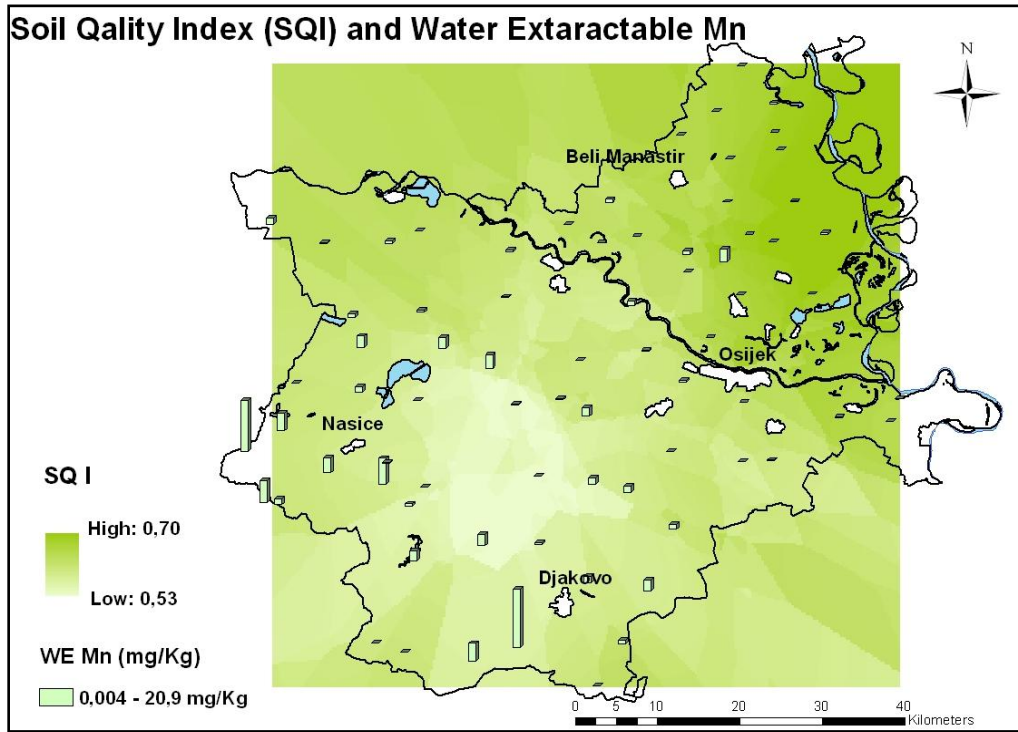 Soil Qality Index (SQI) and Water Extaractable Mn
N
Beli Manastir
Osijek
Nasice
Djakovo
SQ I
High: 0,70
Low: 0,53
WE Mn (mg/Kg)
0,004 - 20,9 mg/Kg
0 5 10 20 30 40
Kilometers